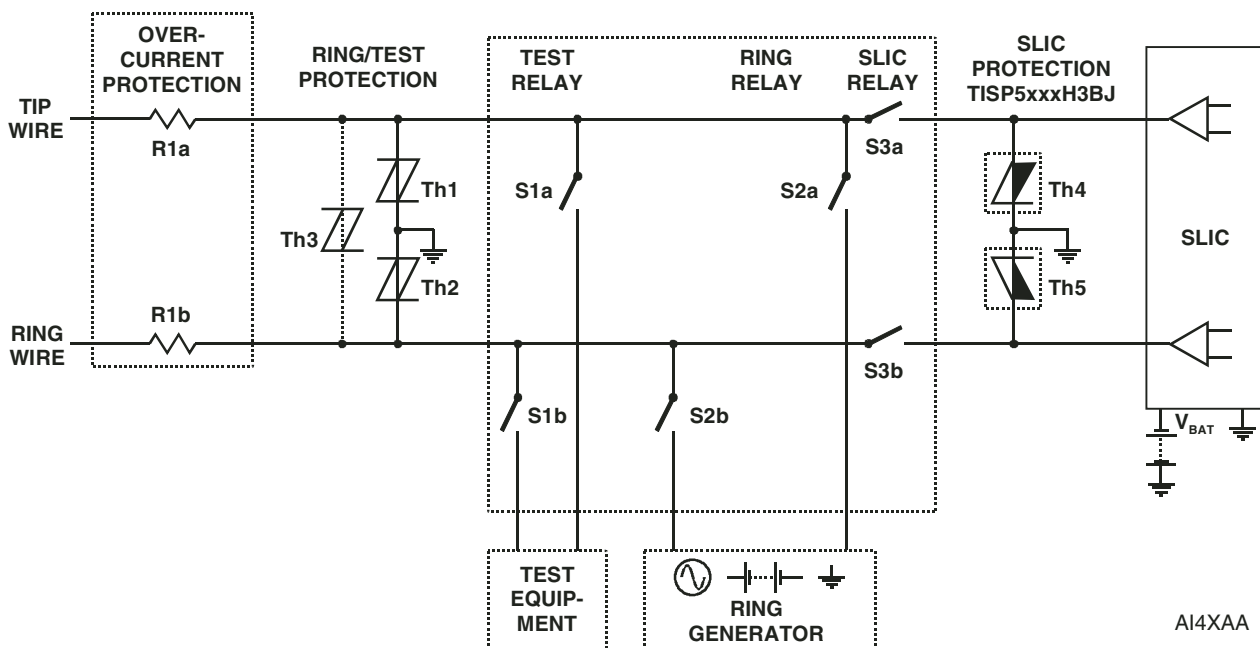 OVER-
CURRENT
PROTECTION
RING/TEST
PROTECTION
TEST
RELAY
RING
RELAY
SLIC
RELAY
SLIC
PROTECTION
TISP5xxxH3BJ
TIP
WIRE
R1a
S3a
Th1
S1a
S2a
Th4
Th3
SLIC
Th2
Th5
R1b
RING
WIRE
S3b
S1b
S2b
VBAT
TEST
EQUIP-
MENT
RING
GENERATOR
AI4XAA